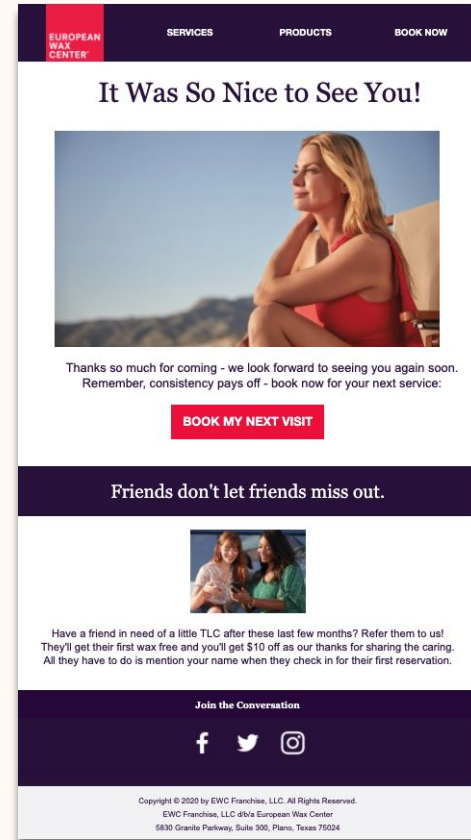 EUROPEAN
WAX
CENTER®
SERVICES
PRODUCTS
BOOK NOW
It Was So Nice to See You!
Thanks so much for coming - we look forward to seeing you again soon.
Remember, consistency pays off - book now for your next service:
BOOK MY NEXT VISIT
Friends don't let friends miss out.
Have a friend in need of a little TLC after these last few months? Refer them to us!
They'll get their first wax free and you'll get $10 off as our thanks for sharing the caring.
All they have to do is mention your name when they check in for their first reservation.
Join the Conversation
Copyright © 2020 by EWC Franchise, LLC. All Rights Reserved.
EWC Franchise, LLC d/b/a European Wax Center
5830 Granite Parkway, Suite 300, Plano, Texas 75024